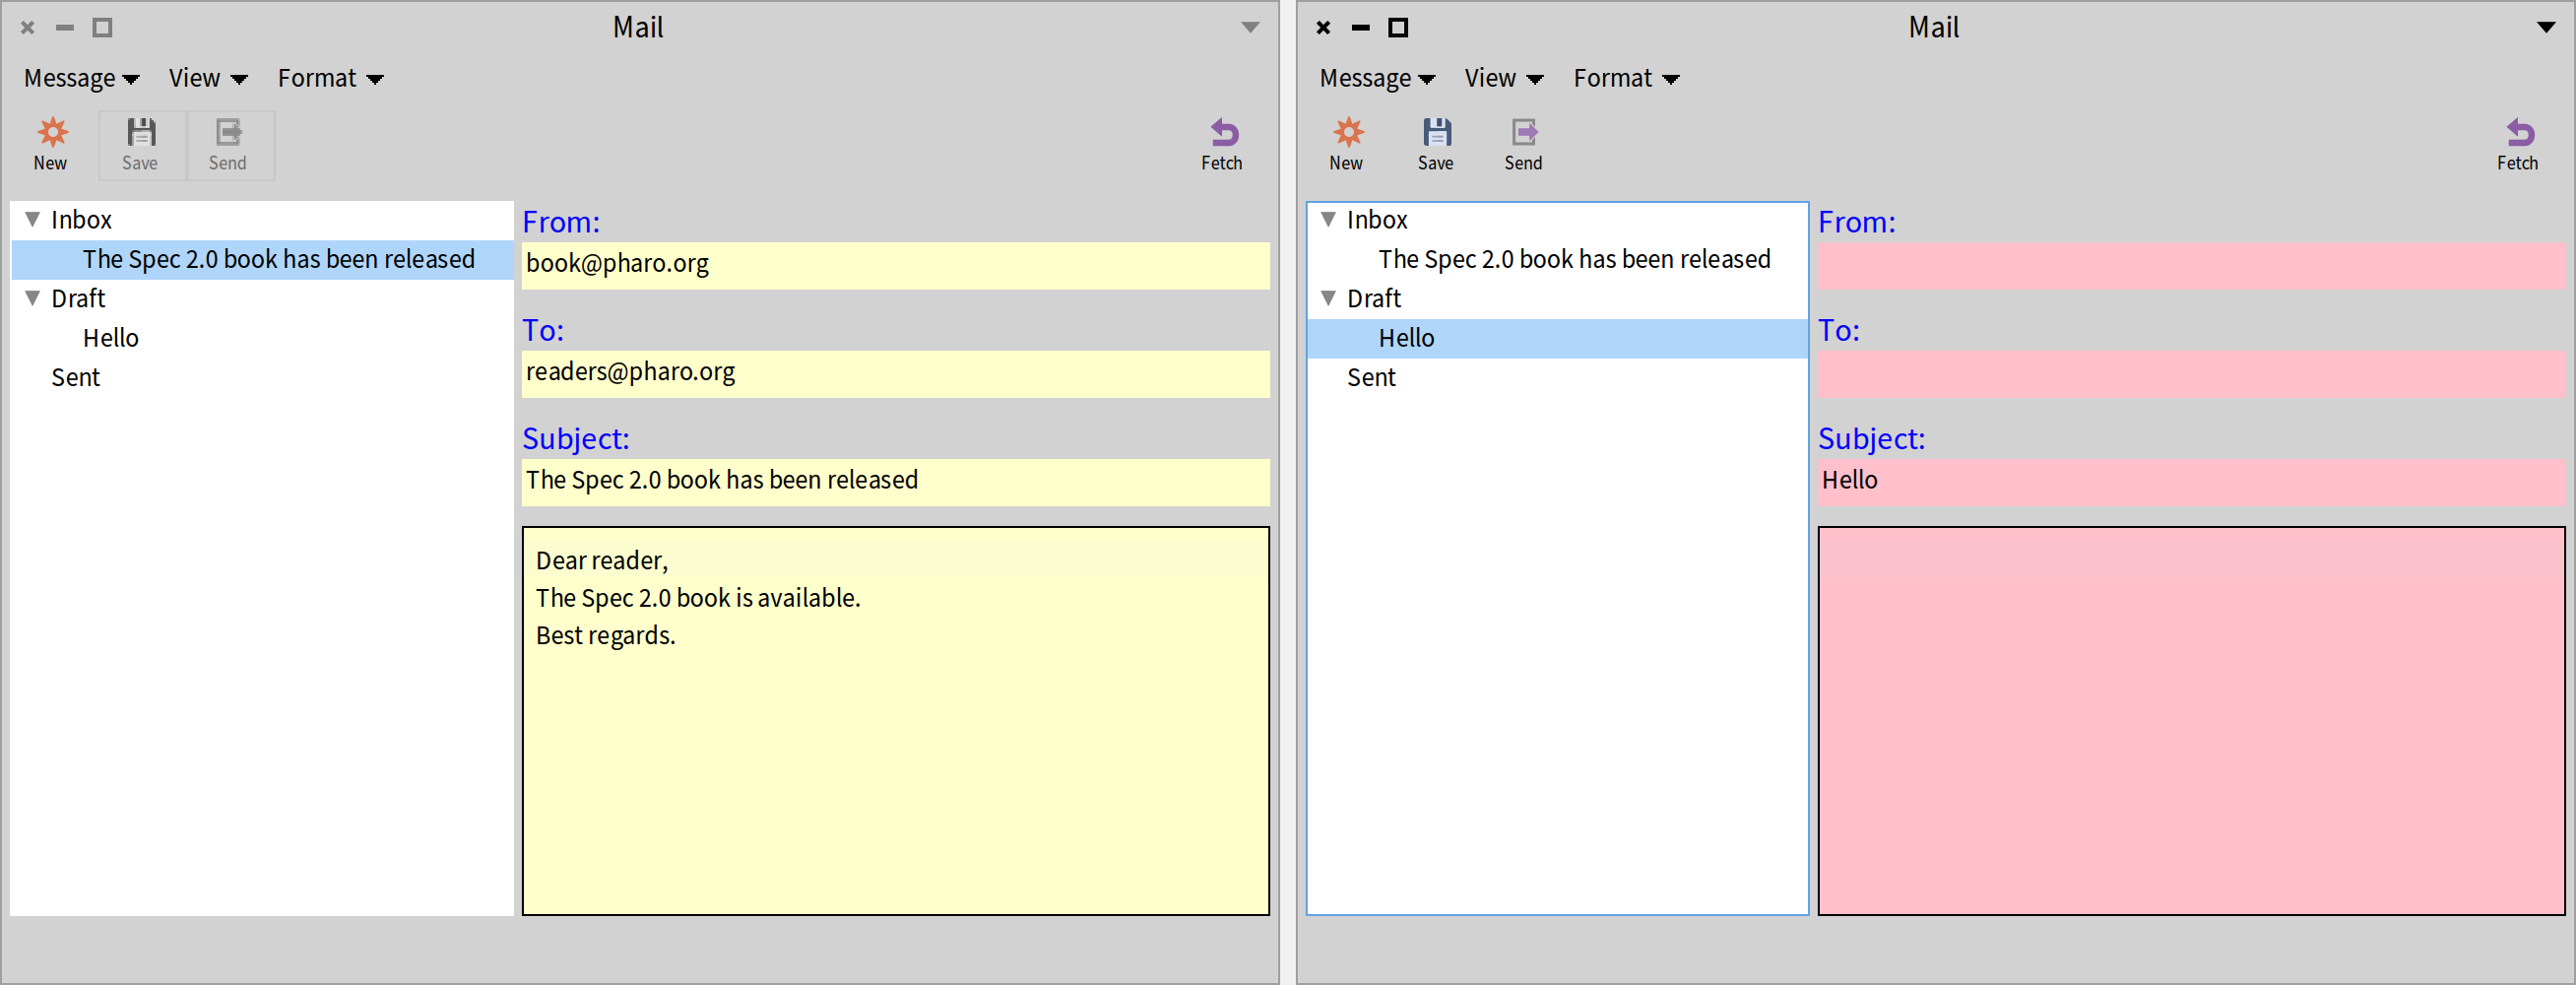 Mail
Message View Format
New Save Send Fetch
Inbox
The Spec 2.0 book has been released
Draft
Hello
Sent
From:
book@pharo.org
To:
readers@pharo.org
Subject:
The Spec 2.0 book has been released
Dear reader,
The Spec 2.0 book is available.
Best regards.
Mail
Message View Format
New Save Send Fetch
Inbox
The Spec 2.0 book has been released
Draft
Hello
Sent
From:
To:
Subject:
Hello